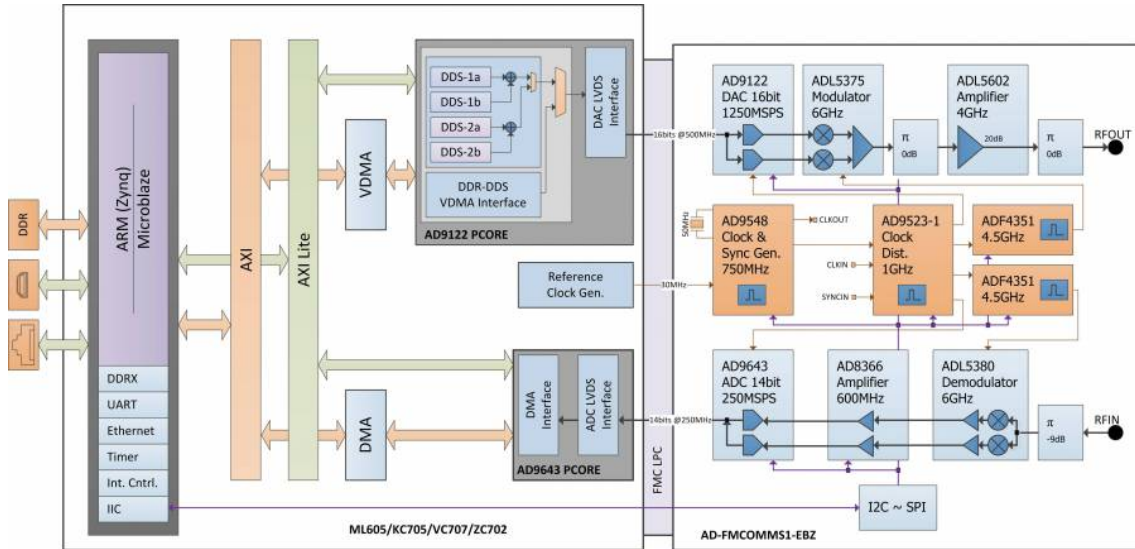 DDR
ARM (Zynq)
Microblaze
DDRX
UART
Ethernet
Timer
Int. Cntrl.
IIC
AXI
AXI Lite
VDMA
DMA
DDS-1a
DDS-1b
DDS-2a
DDS-2b
DDR-DDS
VDMA Interface
DAC LVDS
Interface
AD9122 PCORE
Reference
Clock Gen.
DMA
Interface
ADC LVDS
Interface
AD9643 PCORE
ML605/KC705/VC707/ZC702
FMC LPC
16bits @500MHz
30MHz
14bits @250MHz
AD9122
DAC 16bit
1250MSPS
ADL5375
Modulator
6GHz
π
0dB
ADL5602
Amplifier
4GHz
20dB
π
0dB
RFOUT
50MHz
AD9548
Clock &
Sync Gen.
750MHz
CLKOUT
CLKIN
SYNCIN
AD9523-1
Clock
Dist.
1GHz
ADF4351
4.5GHz
ADF4351
4.5GHz
AD9643
ADC 14bit
250MSPS
AD8366
Amplifier
600MHz
ADL5380
Demodulator
6GHz
π
-9dB
RFIN
I2C ~ SPI
AD-FMCOMMS1-EBZ